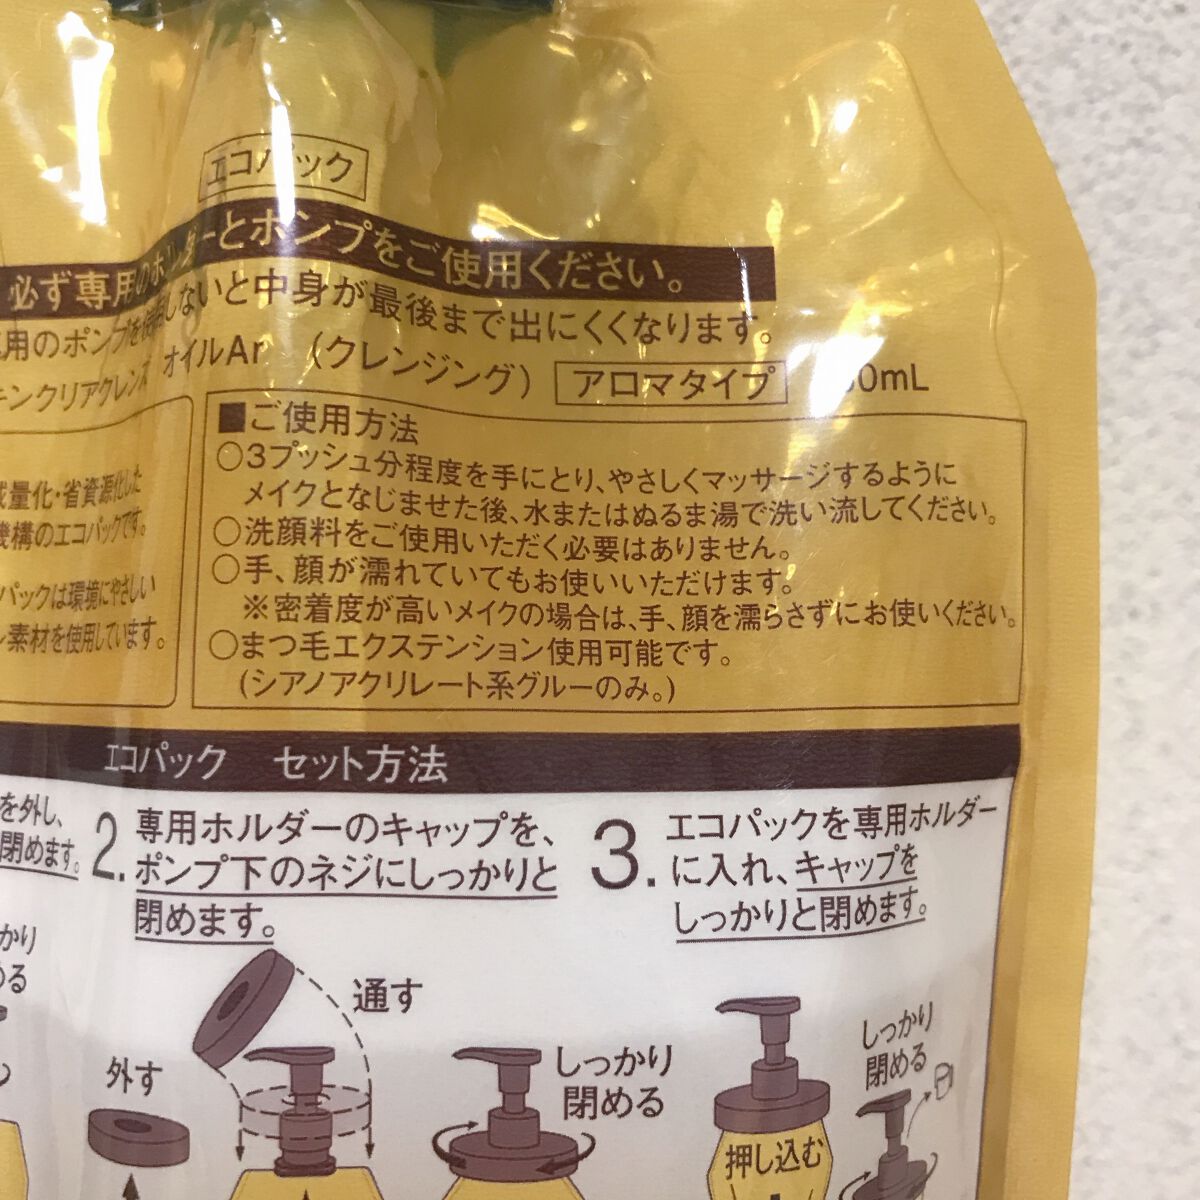 エコパック
必ず専用のホルダーとポンプをご使用ください。
用のポンプを使用しないと中身が最後まで出にくくなります。
キンクリアクレンズ オイルAr (クレンジング) アロマタイプ 0mL
減量化・省資源化した
機構のエコパックです。
パックは環境にやさしい
素材を使用しています。
■ご使用方法
○3プッシュ分程度を手にとり、やさしくマッサージするように
メイクとなじませた後、水またはぬるま湯で洗い流してください。
○洗顔料をご使用いただく必要はありません。
○手、顔が濡れていてもお使いいただけます。
※密着度が高いメイクの場合は、手、顔を濡らさずにお使いください。
○まつ毛エクステンション使用可能です。
(シアノアクリレート系グルーのみ。)
エコパック セット方法
を外し、
閉めます。
かり
める
2. 専用ホルダーのキャップを、
ポンプ下のネジにしっかりと
閉めます。
通す
外す
しっかり
閉める
3. エコパックを専用ホルダー
に入れ、キャップを
しっかりと閉めます。
押し込む
しっかり
閉める